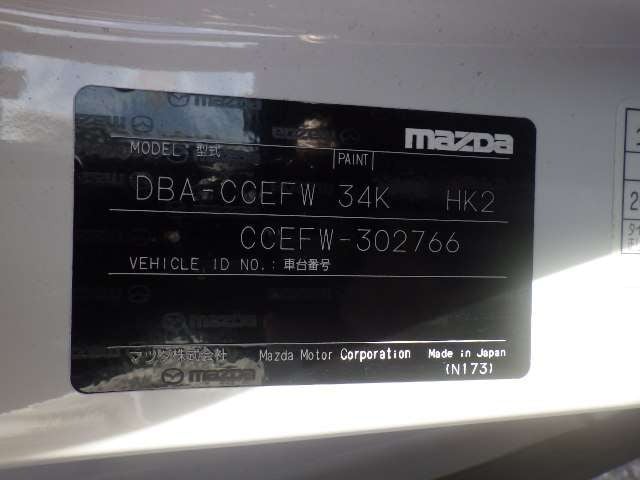 mazda
MODEL: 型式 PAINT
DBA-CCEFW 34K HK2
CCEFW-302766
VEHICLE ID NO.: 車台番号
マツダ株式会社 Mazda Motor Corporation Made in Japan
(N173)
mazda